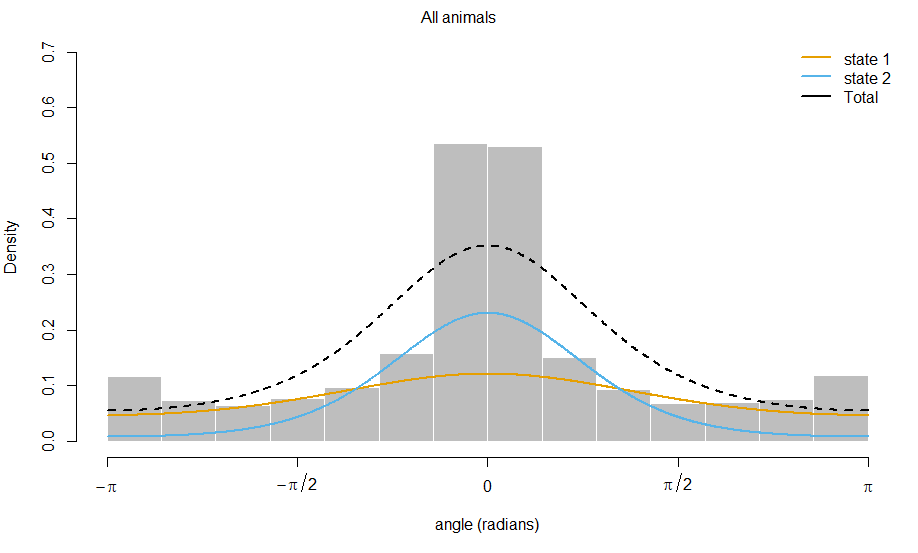 All animals
state 1
state 2
Total
Density
0.7
0.6
0.5
0.4
0.3
0.2
0.1
0.0
−π
−π/2
0
π/2
π
angle (radians)